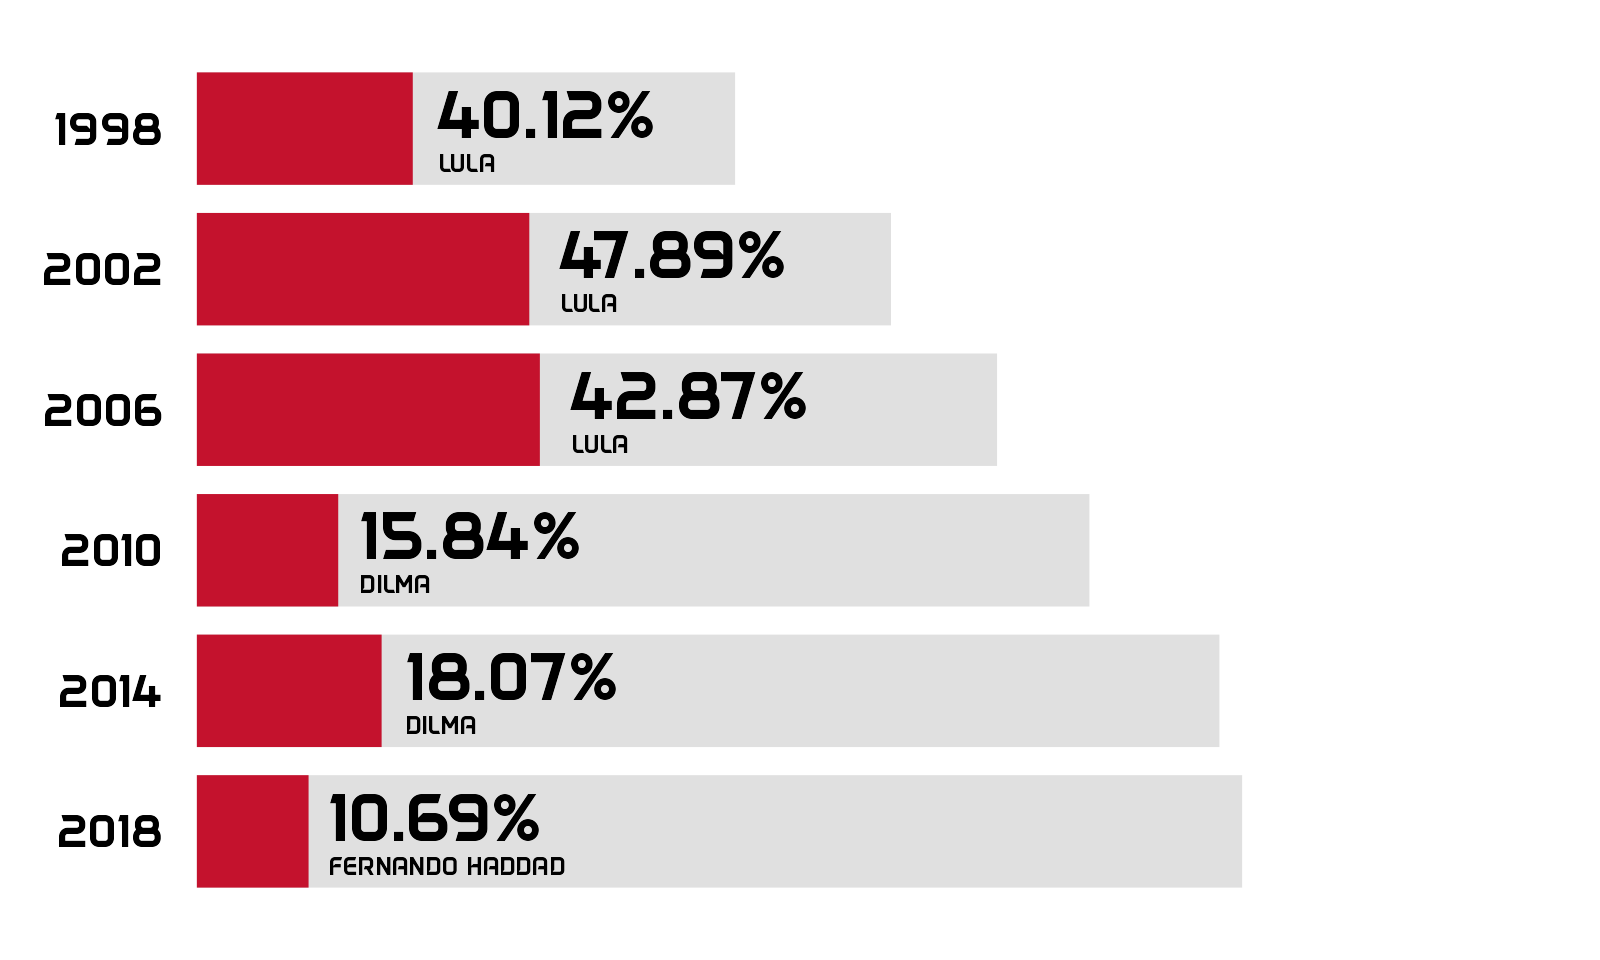 1998
40.12%
LULA
2002
47.89%
LULA
2006
42.87%
LULA
2010
15.84%
DILMA
2014
18.07%
DILMA
2018
10.69%
FERNANDO HADDAD